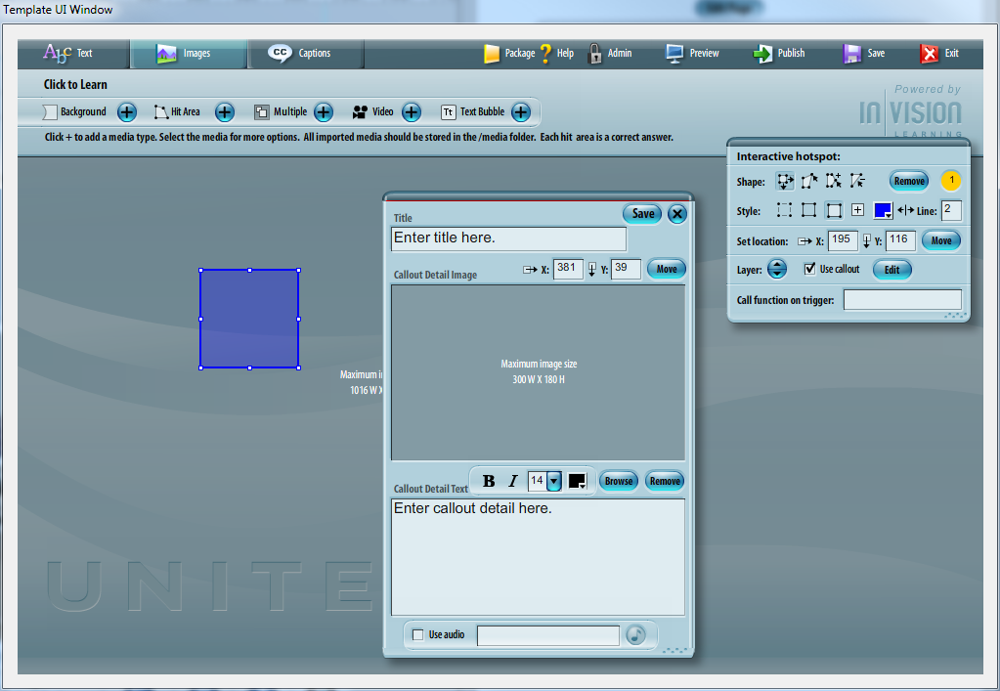 Template UI Window
Abc Text Images CC Captions Package ? Help Admin Preview Publish Save Exit
Click to Learn
Powered by
Background Hit Area Multiple Video Tt Text Bubble
IN VISION
LEARNING
Click + to add a media type. Select the media for more options. All imported media should be stored in the /media folder. Each hit area is a correct answer.
Interactive hotspot:
Shape: Remove 1
Style: Line: 2
Set location: X: 195 Y: 116 Move
Layer: Use callout Edit
Call function on trigger:
Save
Title
Enter title here.
Callout Detail Image X: 381 Y: 39 Move
Maximum image size
300 W X 180 H
Maximum
1016 W X
Callout Detail Text B I 14 Browse Remove
Enter callout detail here.
UNITE
Use audio